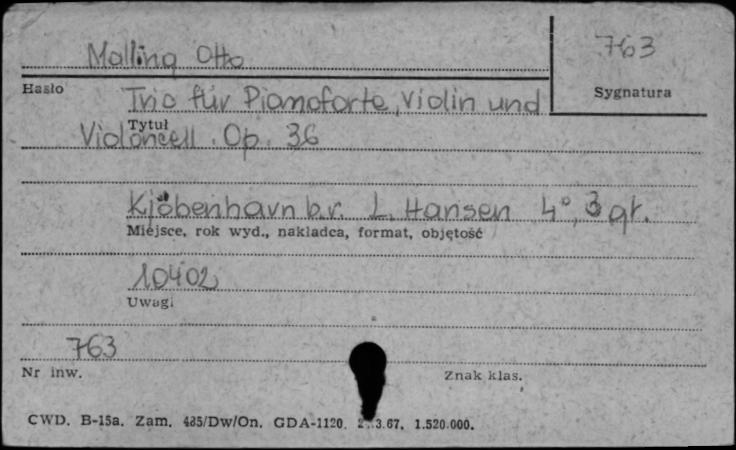 Malling Otto
763
Hasło
Sygnatura
Trio für Pianoforte, Violin und
Tytuł
Violoncell. Op. 36
Kjöbenhavn b.r. L. Hansen 4°, 3 gt.
Miejsce, rok wyd., nakładca, format, objętość
10402
Uwagi
763
Nr inw.
Znak klas.
CWD. B-15a. Zam. 485/Dw/On. GDA-1120. 3.67. 1.520.000.